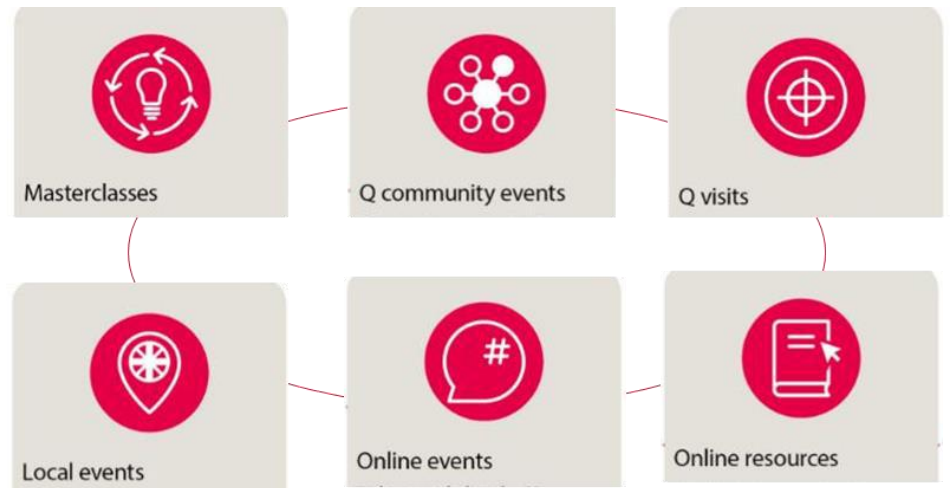 Masterclasses
Q community events
Q visits
#
Local events
Online events
Online resources